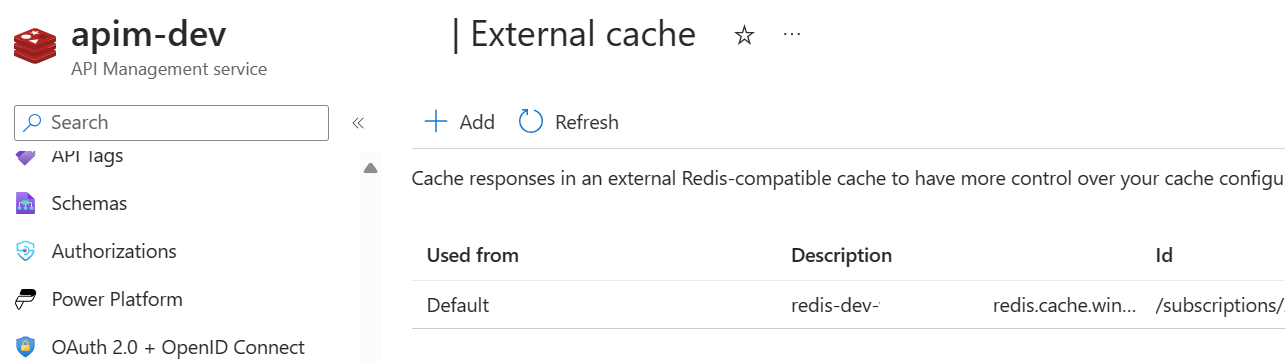 apim-dev | External cache ☆ ...
API Management service
Search «
+ Add Refresh
API Tags
Schemas
Authorizations
Power Platform
OAuth 2.0 + OpenID Connect
Cache responses in an external Redis-compatible cache to have more control over your cache configu
Used from Description Id
Default redis-dev- redis.cache.win... /subscriptions/